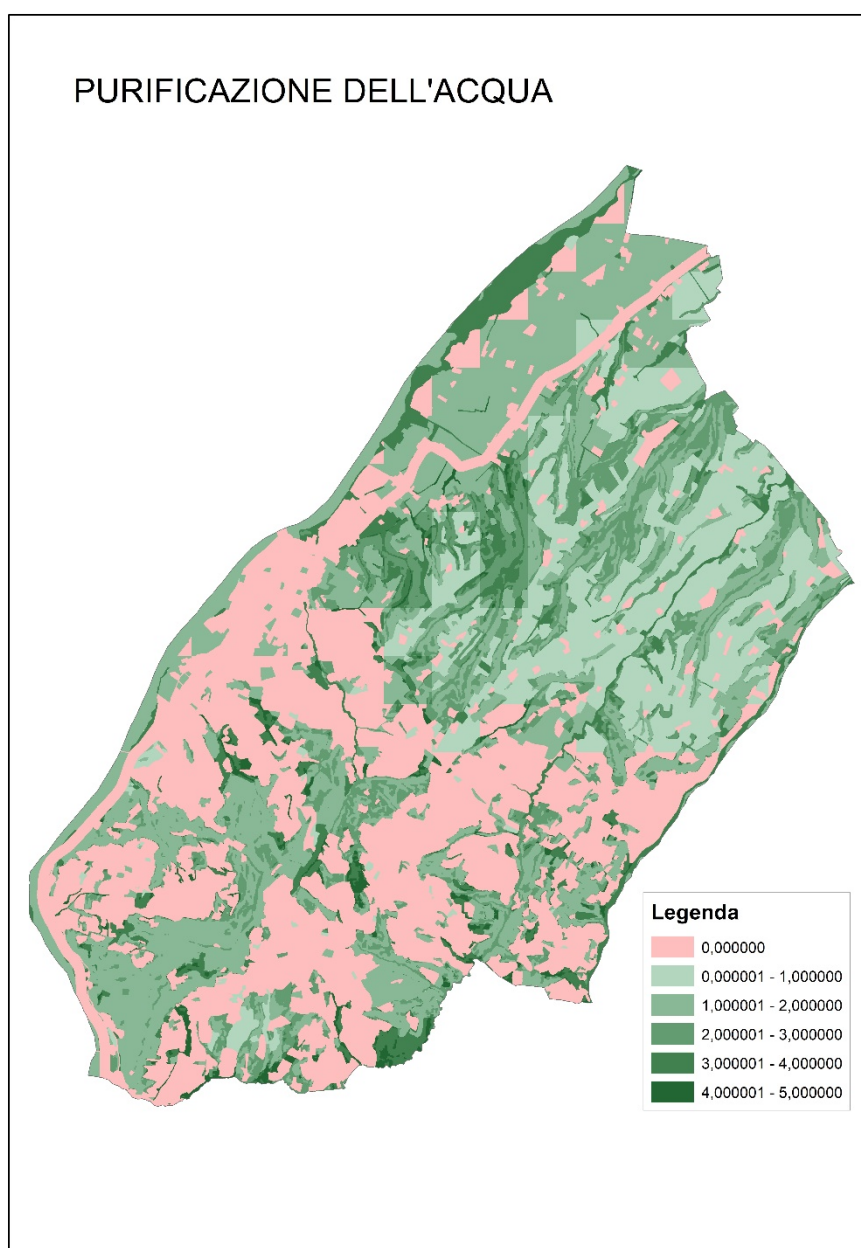 PURIFICAZIONE DELL'ACQUA
Legenda
0,000000
0,000001 - 1,000000
1,000001 - 2,000000
2,000001 - 3,000000
3,000001 - 4,000000
4,000001 - 5,000000